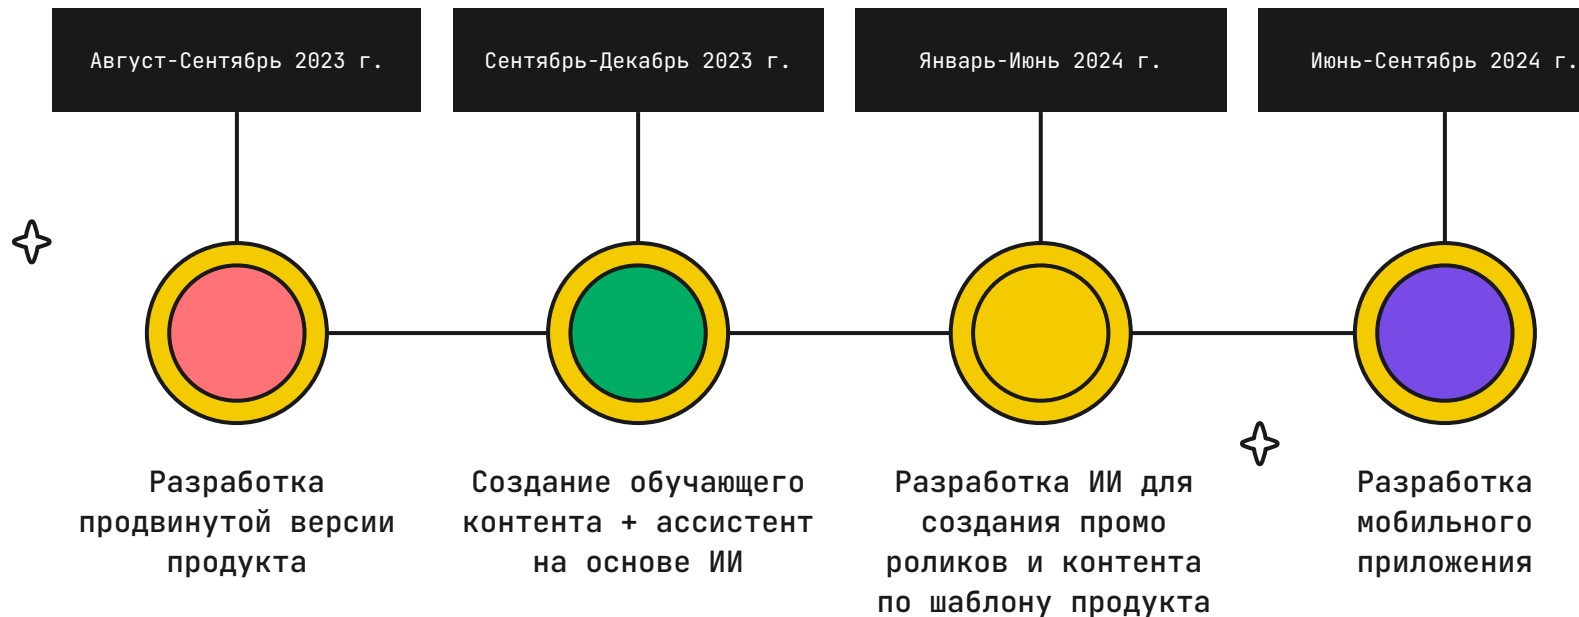 Август-Сентябрь 2023 г.
Сентябрь-Декабрь 2023 г.
Январь-Июнь 2024 г.
Июнь-Сентябрь 2024 г.
Разработка
продвинутой версии
продукта
Создание обучающего
контента + ассистент
на основе ИИ
Разработка ИИ для
создания промо
роликов и контента
по шаблону продукта
Разработка
мобильного
приложения